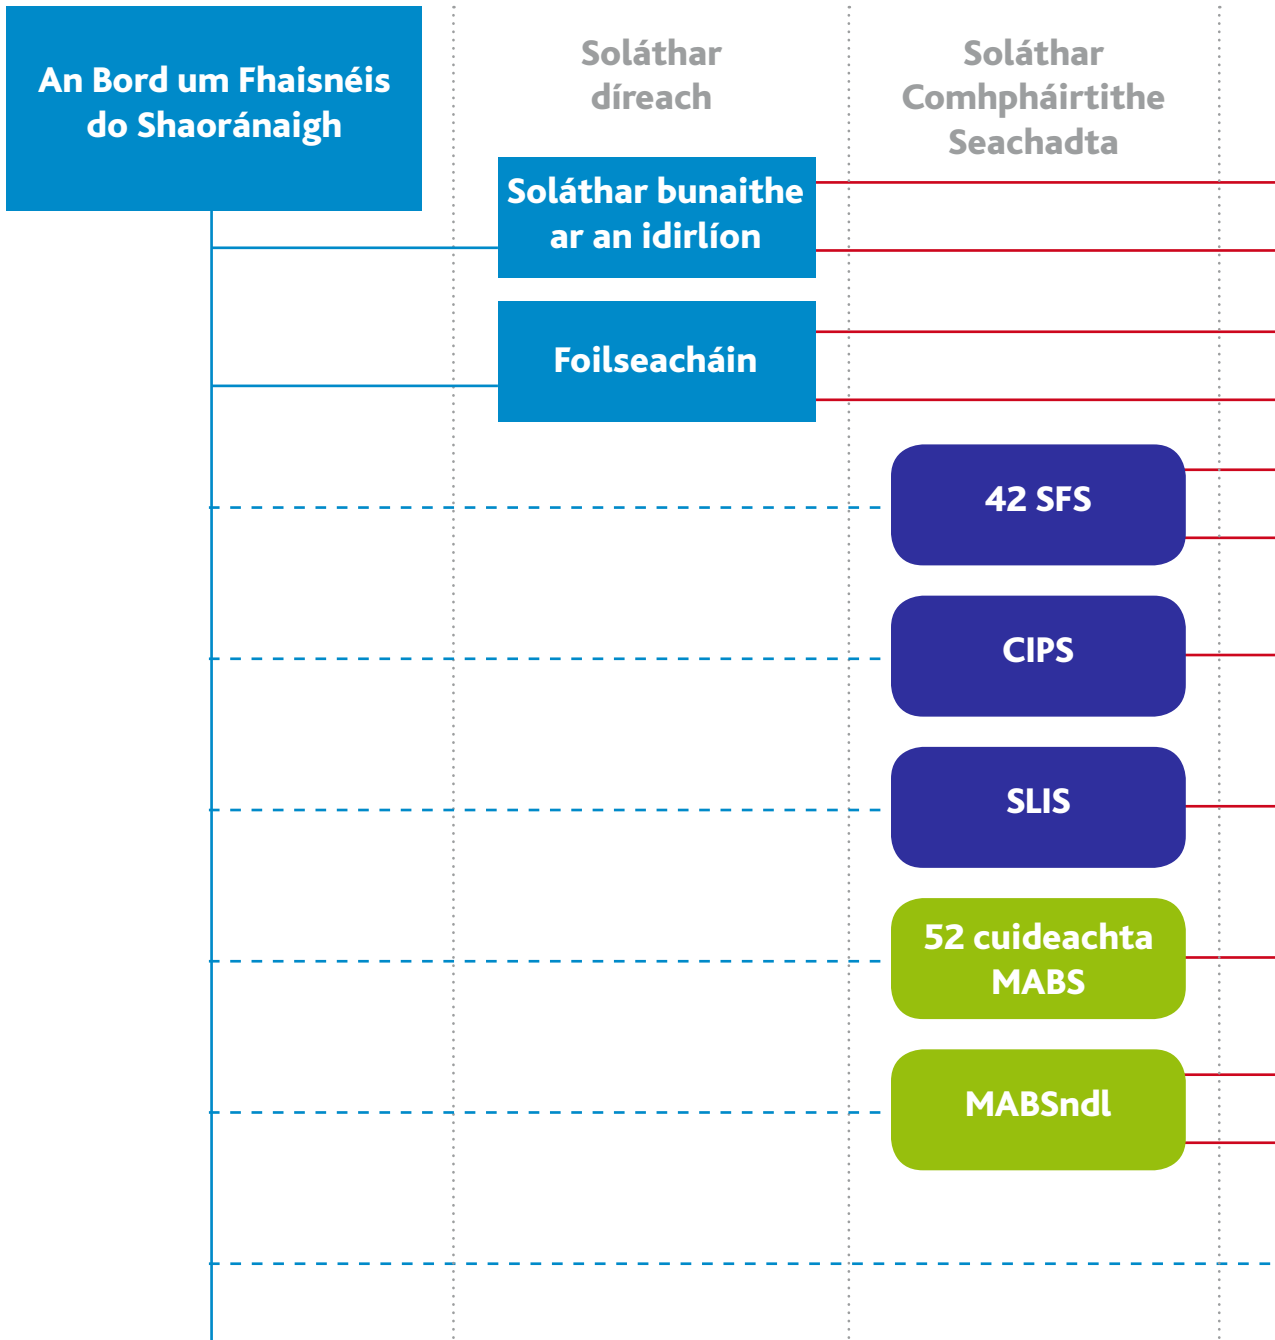 An Bord um Fhaisnéis
do Shaoránaigh
Soláthar
díreach
Soláthar
Comhpháirtithe
Seachadta
Soláthar bunaithe
ar an idirlíon
Foilseacháin
42 SFS
CIPS
SLIS
52 cuideachta
MABS
MABSndl